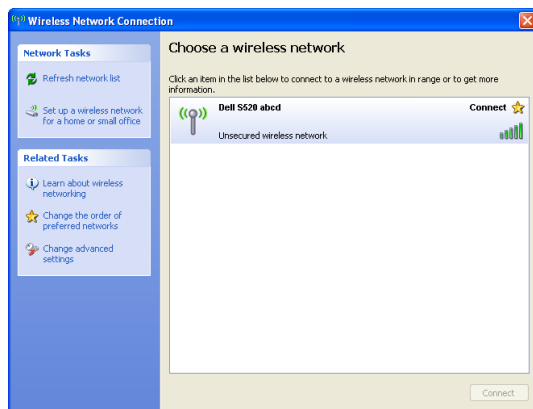 Wireless Network Connection
Network Tasks
Refresh network list
Set up a wireless network
for a home or small office
Related Tasks
Learn about wireless
networking
Change the order of
preferred networks
Change advanced
settings
Choose a wireless network
Click an item in the list below to connect to a wireless network in range or to get more
information.
Dell S520 abcd
Connect
Unsecured wireless network
Connect